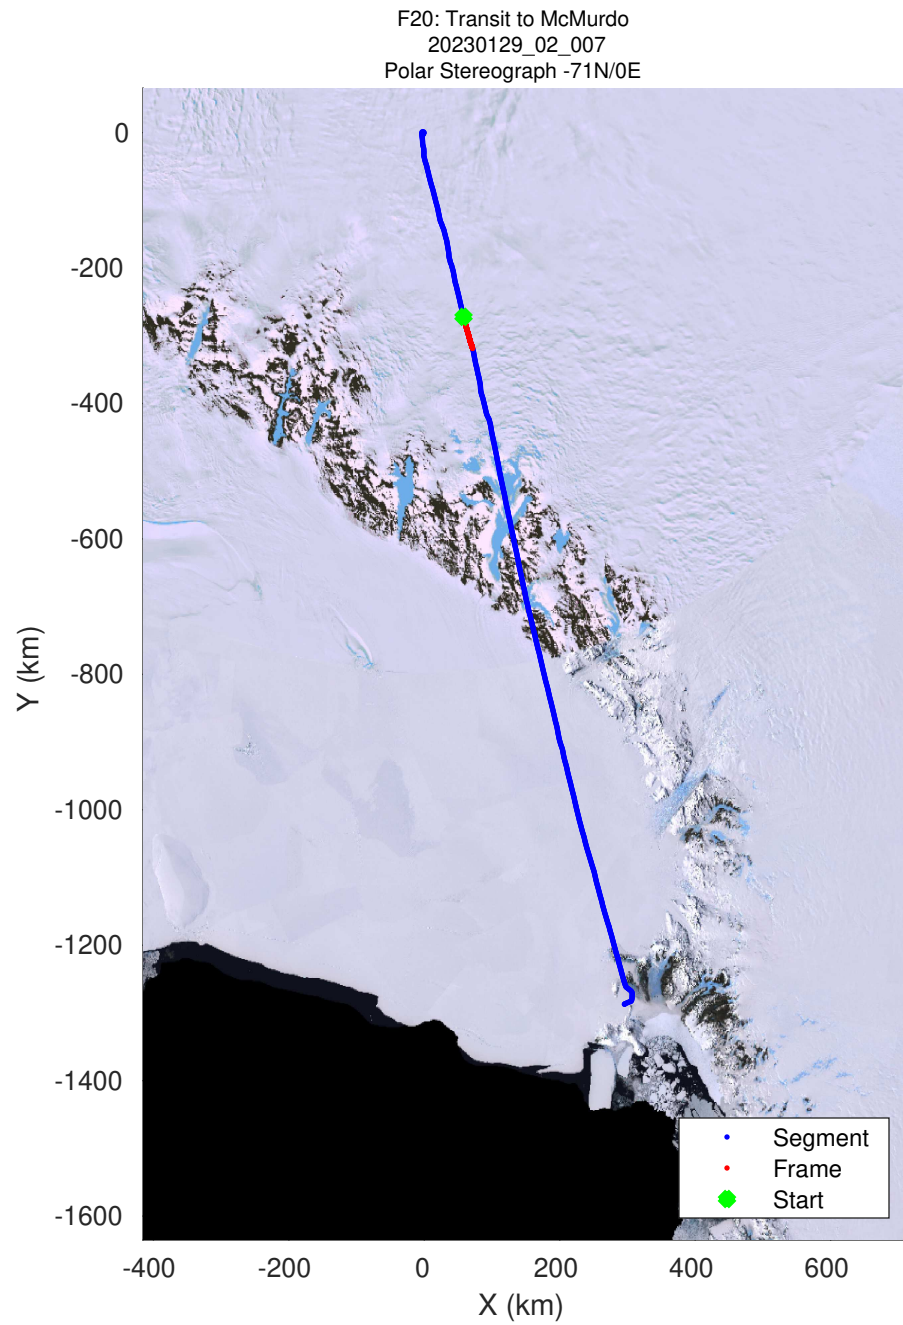 F20: Transit to McMurdo
20230129_02_007
Polar Stereograph -71N/0E
0
-200
-400
-600
-800
-1000
-1200
-1400
-1600
Y (km)
-400
-200
0
200
400
600
X (km)
Segment
Frame
Start